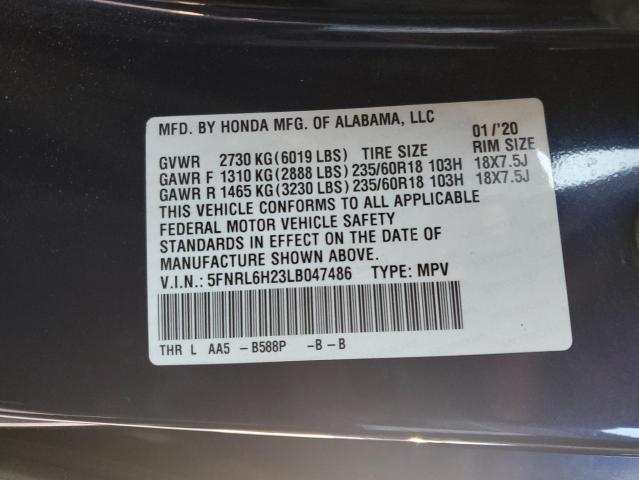 MFD. BY HONDA MFG. OF ALABAMA, LLC 01/'20
GVWR 2730 KG(6019 LBS) TIRE SIZE RIM SIZE
GAWR F 1310 KG(2888 LBS) 235/60R18 103H 18X7.5J
GAWR R 1465 KG(3230 LBS) 235/60R18 103H 18X7.5J
THIS VEHICLE CONFORMS TO ALL APPLICABLE
FEDERAL MOTOR VEHICLE SAFETY
STANDARDS IN EFFECT ON THE DATE OF
MANUFACTURE SHOWN ABOVE.
V.I.N.:5FNRL6H23LB047486 TYPE: MPV
THR L AA5 -B588P -B-B